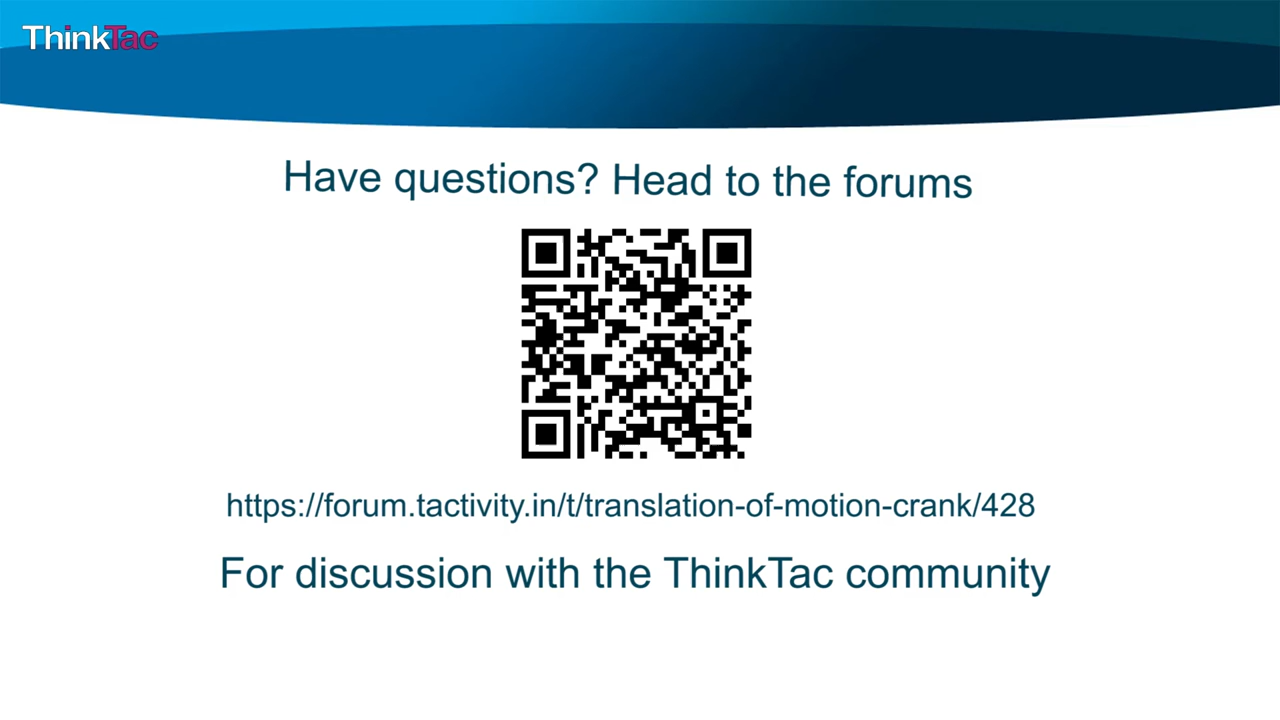 ThinkTac
Have questions? Head to the forums
https://forum.tactivity.in/t/translation-of-motion-crank/428
For discussion with the ThinkTac community